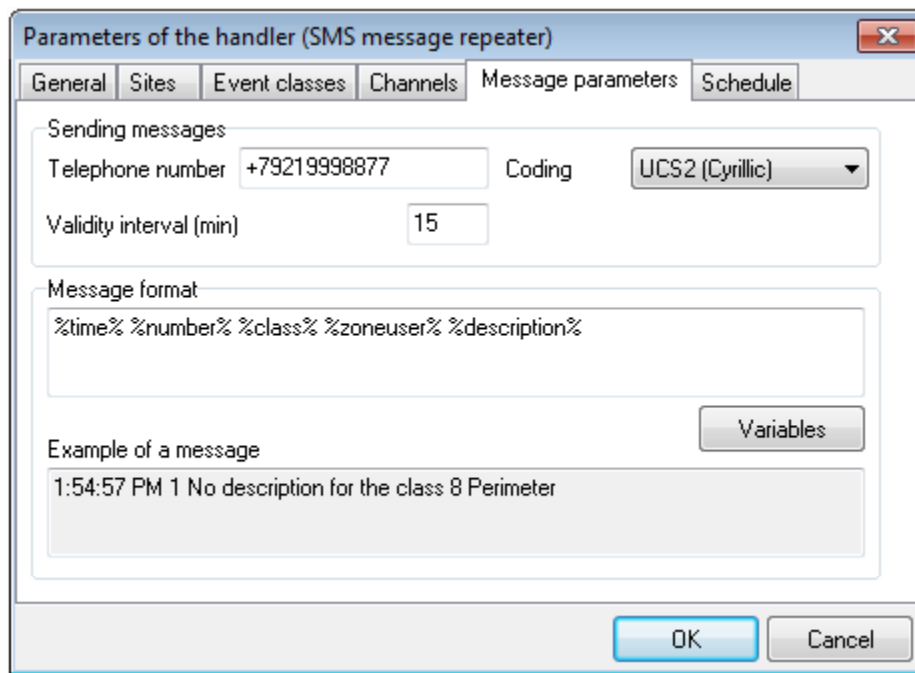 Parameters of the handler (SMS message repeater)
General Sites Event classes Channels Message parameters Schedule
Sending messages
Telephone number +79219998877 Coding UCS2 (Cyrillic)
Validity interval (min) 15
Message format
%time% %number% %class% %zoneuser% %description%
Variables
Example of a message
1:54:57 PM 1 No description for the class 8 Perimeter
OK Cancel